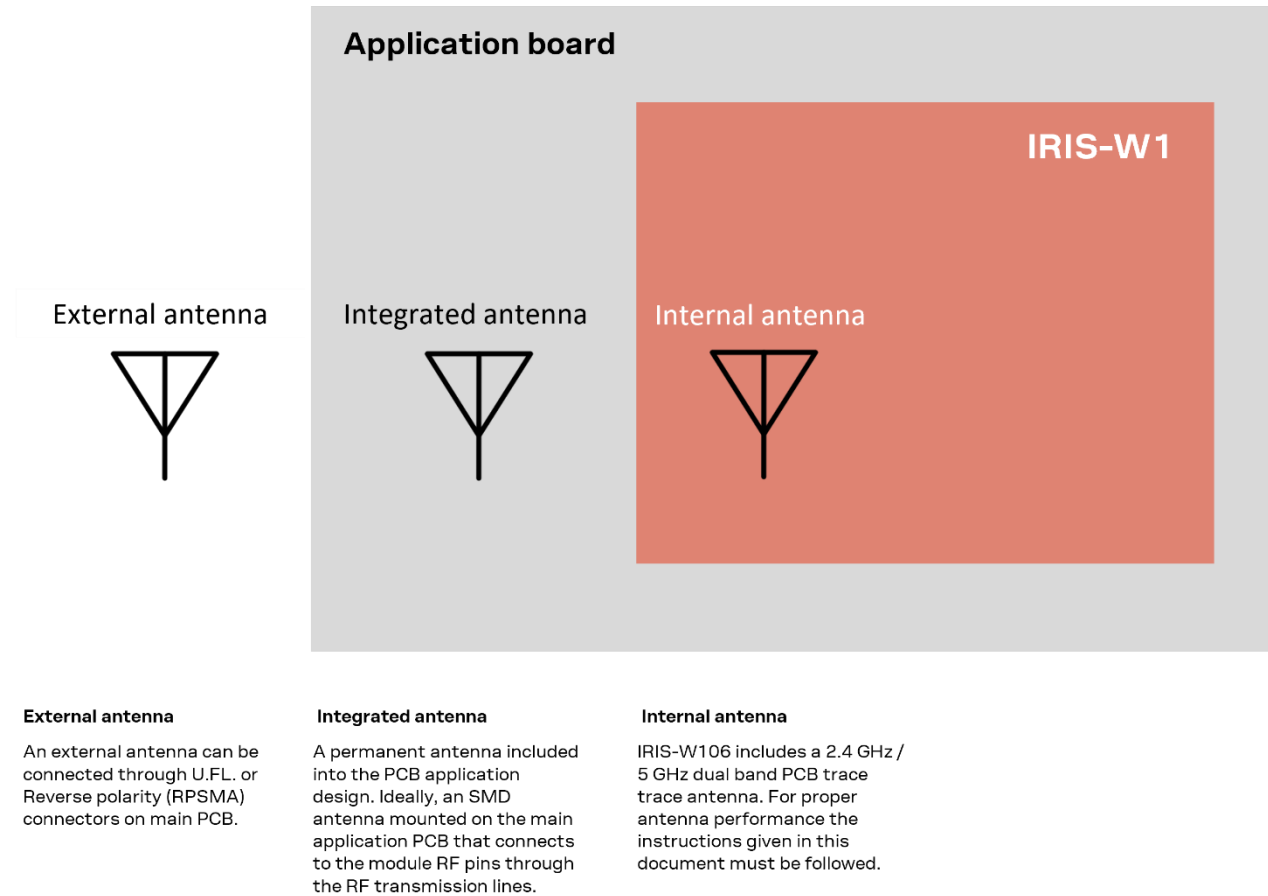 Application board
IRIS-W1
External antenna
Integrated antenna
Internal antenna
External antenna
An external antenna can be
connected through U.FL. or
Reverse polarity (RPSMA)
connectors on main PCB.
Integrated antenna
A permanent antenna included
into the PCB application
design. Ideally, an SMD
antenna mounted on the main
application PCB that connects
to the module RF pins through
the RF transmission lines.
Internal antenna
IRIS-W106 includes a 2.4 GHz /
5 GHz dual band PCB trace
trace antenna. For proper
antenna performance the
instructions given in this
document must be followed.